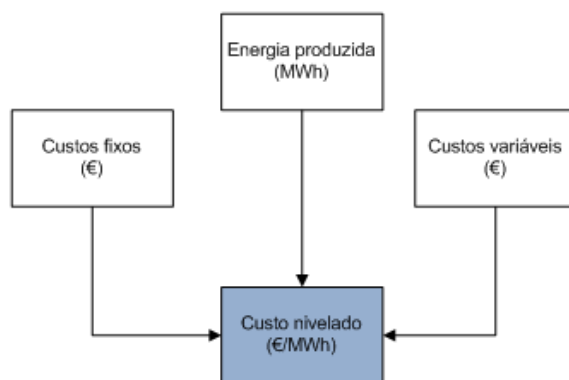 Energia produzida
(MWh)
Custos fixos
(€)
Custos variáveis
(€)
Custo nivelado
(€/MWh)